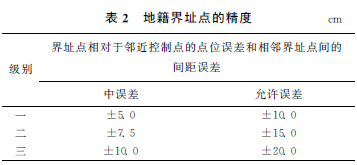 表 2 地籍界址点的精度 cm
级别
界址点相对于邻近控制点的点位误差和相邻界址点间的
间距误差
中误差 允许误差
一 ±5.0 ±10.0
二 ±7.5 ±15.0
三 ±10.0 ±20.0